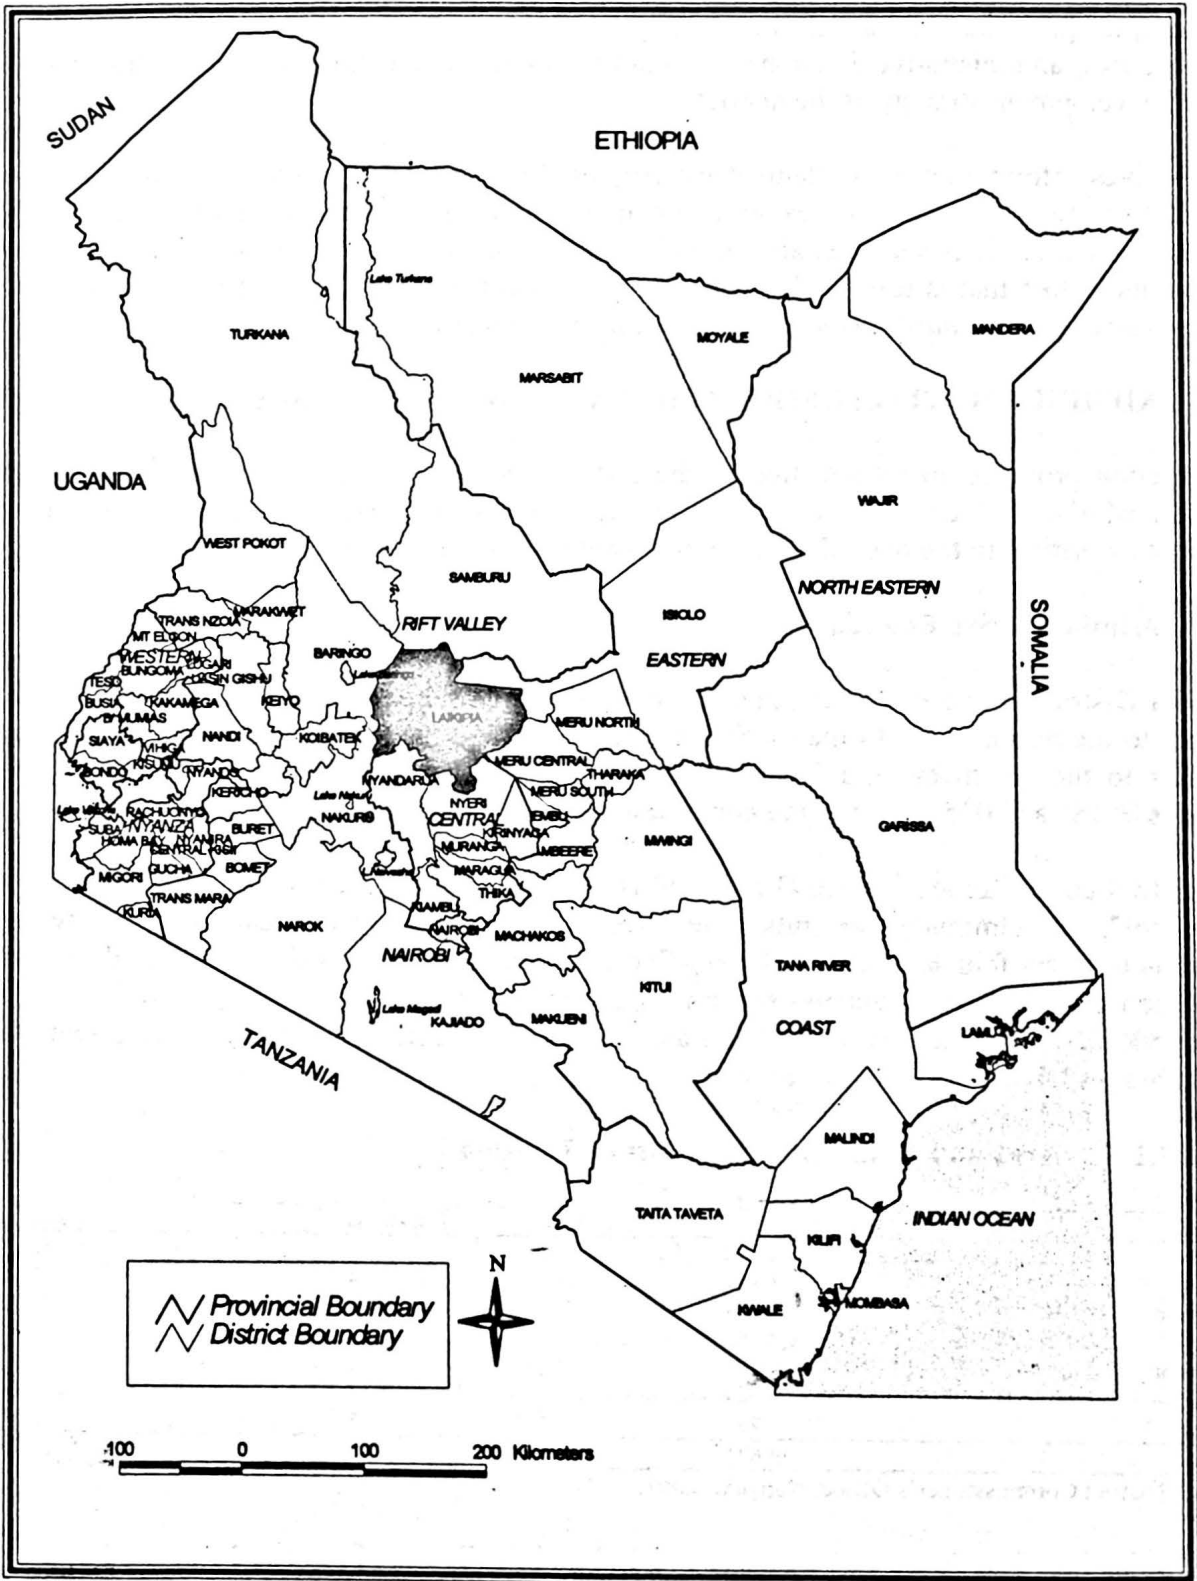 SUDAN
ETHIOPIA
Lake Turkana
TURKANA
MOYALE
MANDERA
MARSABIT
UGANDA
WAJIR
WEST POKOT
SAMBURU
NORTH EASTERN
ISIOLO
SOMALIA
MARAKWET
TRANS NZOIA
RIFT VALLEY
MT ELGON
BARINGO
EASTERN
WESTERN
LUGARI
BUNGOMA
UASIN GISHU
TESO
KEIYO
LAIKIPIA
BUSIA
KAKAMEGA
MUMIAS
MERU NORTH
SIAYA
NANDI
KOIBATEK
VIHIGA
KISUMU
MERU CENTRAL
BONDO
NYANDO
NYANDARUA
THARAKA
KERICHO
MERU SOUTH
Lake Nakuru
NYERI
RACHUONYO
NAKURU
CENTRAL
EMBU
SUBA
NYANZA
BURET
KIRINYAGA
GARISSA
HOMA BAY
NYAMIRA
MURANGA
MBEERE
MWINGI
CENTRAL KISII
MIGORI
GUCHA
BOMET
L. Naivasha
MARAGUA
TRANS MARA
THIKA
KURIA
KIAMBU
NAROK
NAIROBI
MACHAKOS
NAIROBI
TANA RIVER
KITUI
Lake Magadi
KAJIADO
MAKUENI
COAST
LAMU
TANZANIA
MALINDI
TAITA TAVETA
INDIAN OCEAN
KILIFI
N
Provincial Boundary
District Boundary
KWALE
MOMBASA
100 0 100 200 Kilometers